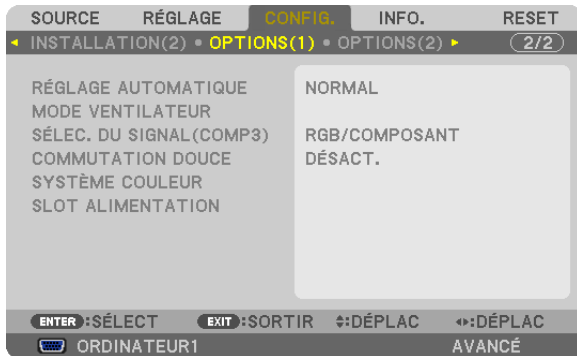 SOURCE RÉGLAGE CONFIG. INFO. RESET
INSTALLATION(2) • OPTIONS(1) • OPTIONS(2) 2/2
RÉGLAGE AUTOMATIQUE NORMAL
MODE VENTILATEUR
SÉLEC. DU SIGNAL(COMP3) RGB/COMPOSANT
COMMUTATION DOUCE DÉSACT.
SYSTÈME COULEUR
SLOT ALIMENTATION
ENTER :SÉLECT EXIT :SORTIR :DÉPLAC :DÉPLAC
ORDINATEUR1 AVANCÉ